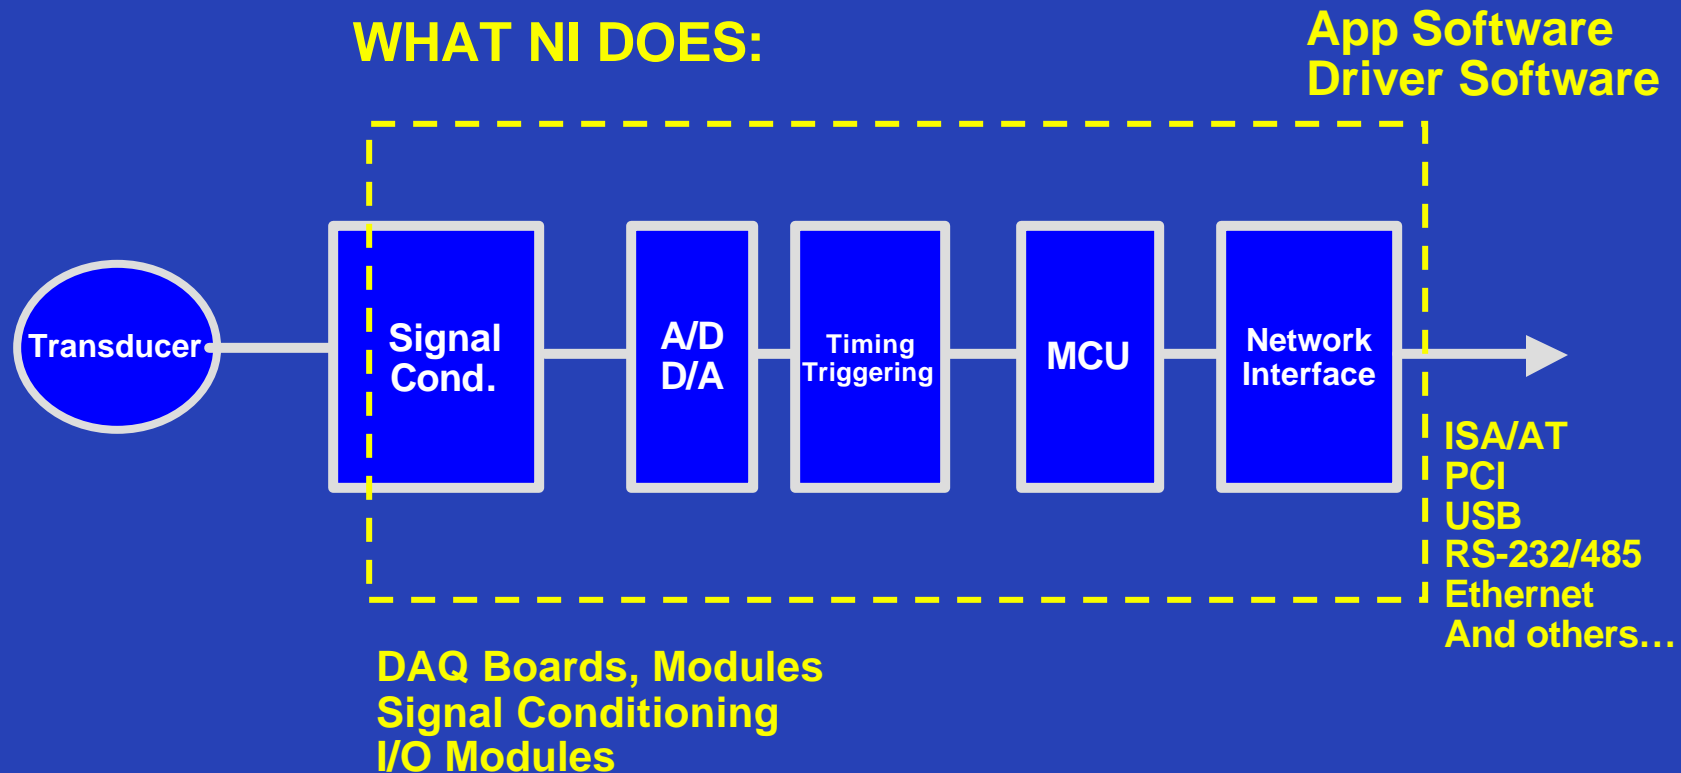 WHAT NI DOES:
App Software
Driver Software
Transducer
Signal
Cond.
A/D
D/A
Timing
Triggering
MCU
Network
Interface
ISA/AT
PCI
USB
RS-232/485
Ethernet
And others…
DAQ Boards, Modules
Signal Conditioning
I/O Modules